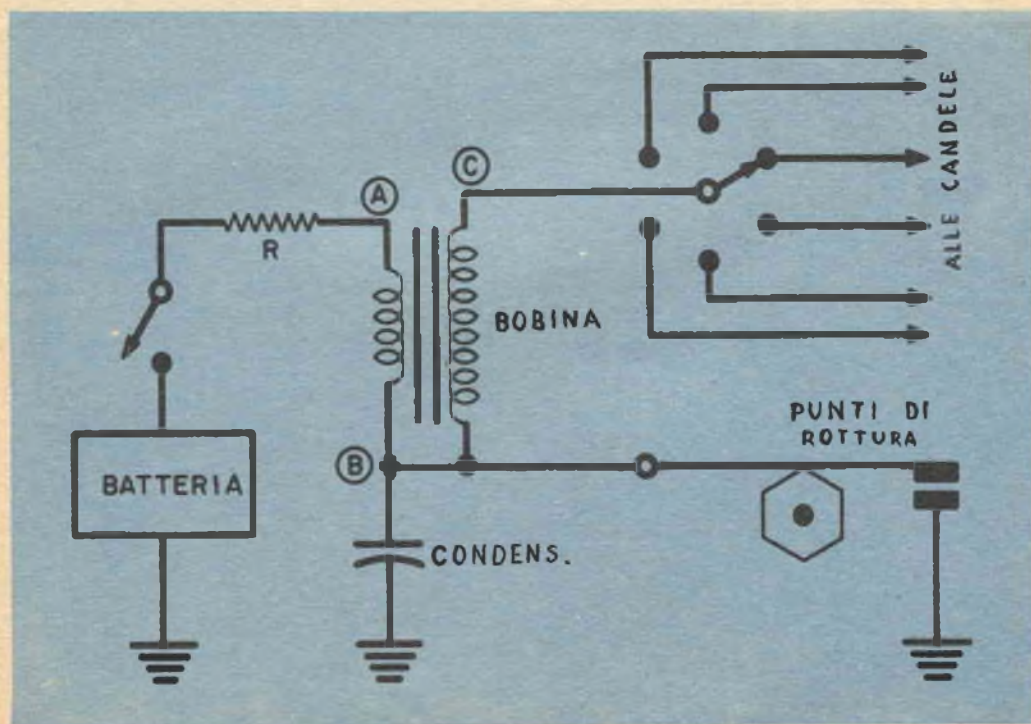 C
A
R
ALLE CANDELE
BOBINA
PUNTI DI
ROTTURA
B
BATTERIA
CONDENS.